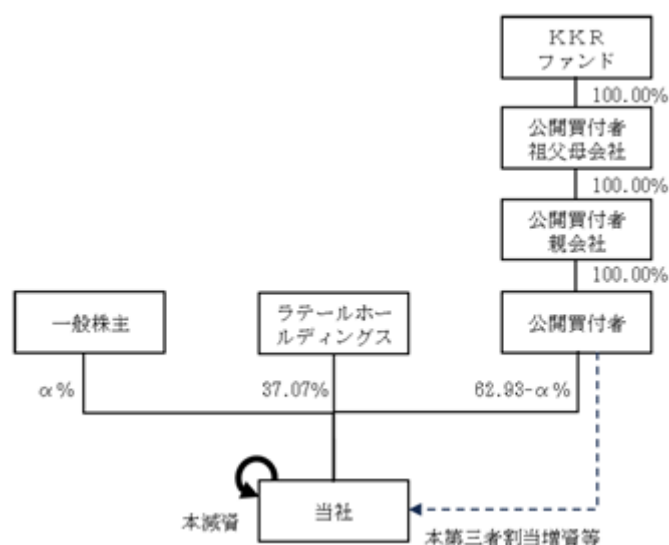 KKR
ファンド
100.00%
公開買付者
祖父母会社
100.00%
公開買付者
親会社
100.00%
一般株主
ラテールホー
ルディングス
公開買付者
α%
37.07%
62.93-α%
本減資
当社
本第三者割当増資等